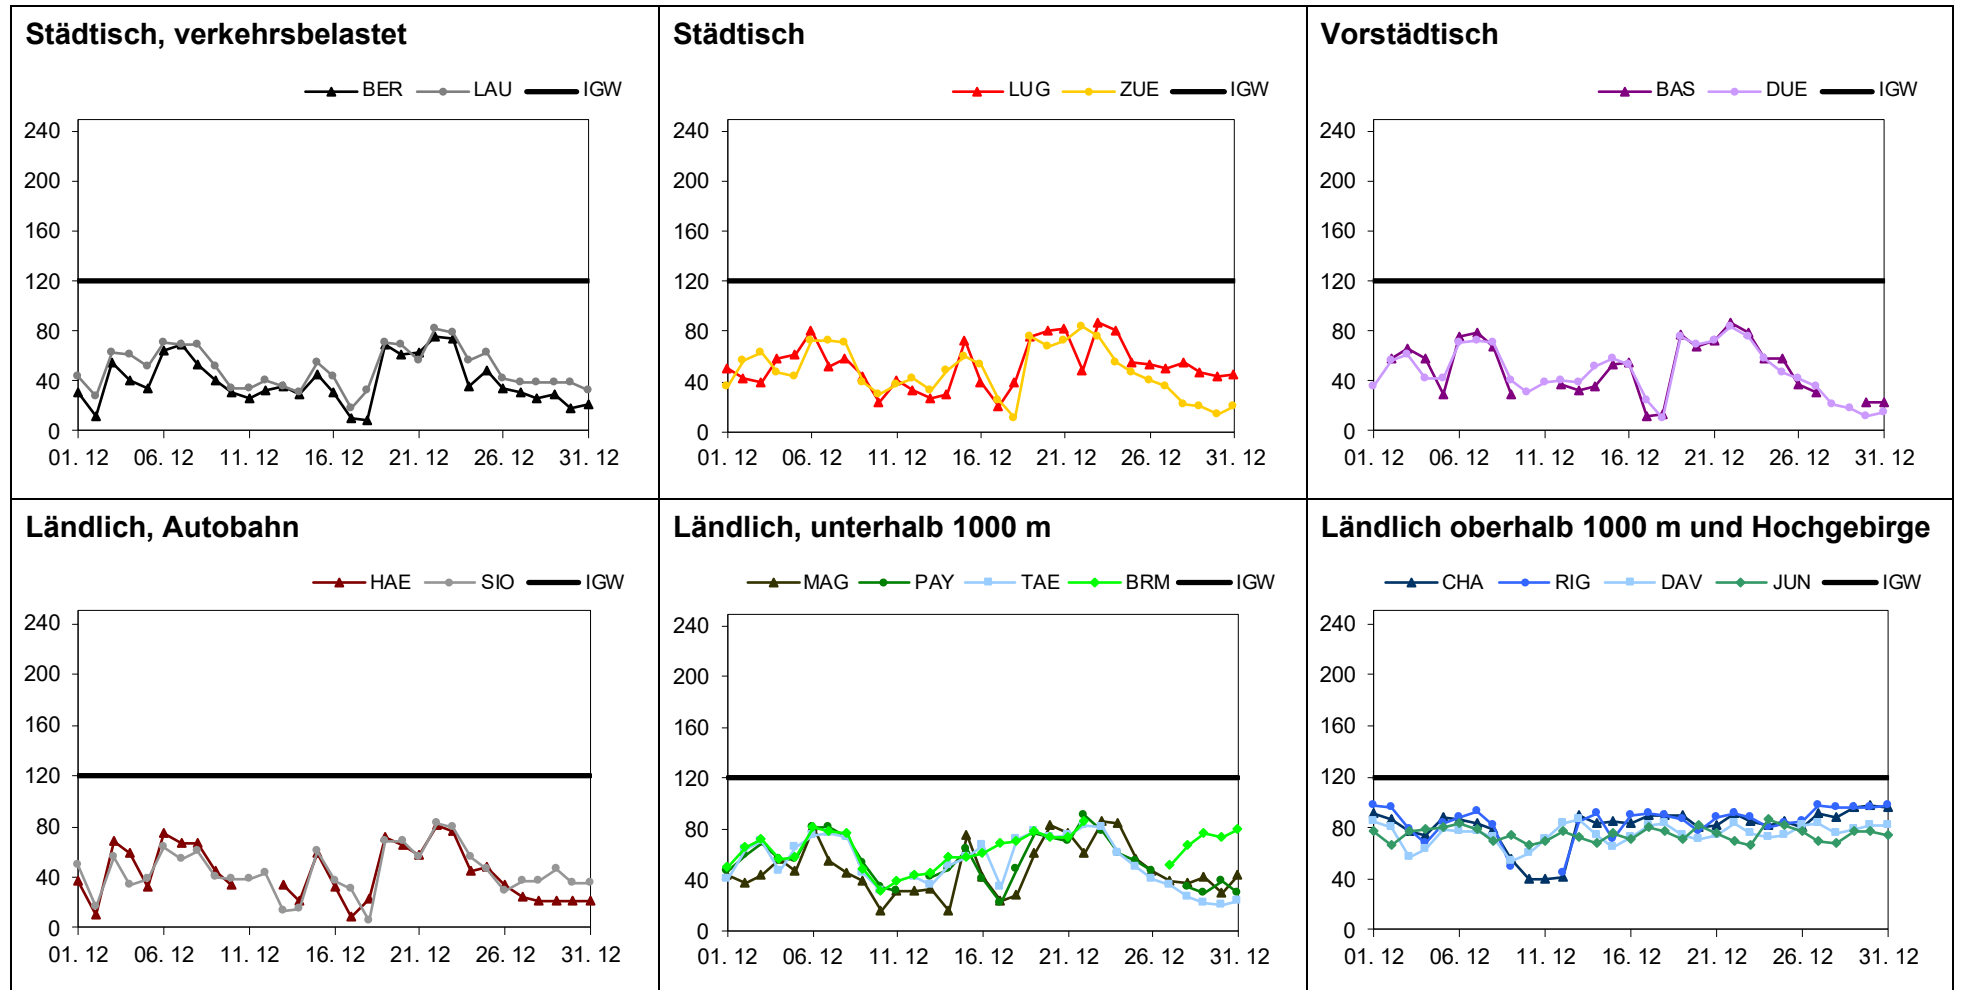 Städtisch, verkehrsbelastet
BER LAU IGW
240
200
160
120
80
40
0
01. 12 06. 12 11. 12 16. 12 21. 12 26. 12 31. 12
Städtisch
LUG ZUE IGW
240
200
160
120
80
40
0
01. 12 06. 12 11. 12 16. 12 21. 12 26. 12 31. 12
Vorstädtisch
BAS DUE IGW
240
200
160
120
80
40
0
01. 12 06. 12 11. 12 16. 12 21. 12 26. 12 31. 12
Ländlich, Autobahn
HAE SIO IGW
240
200
160
120
80
40
0
01. 12 06. 12 11. 12 16. 12 21. 12 26. 12 31. 12
Ländlich, unterhalb 1000 m
MAG PAY TAE BRM IGW
240
200
160
120
80
40
0
01. 12 06. 12 11. 12 16. 12 21. 12 26. 12 31. 12
Ländlich oberhalb 1000 m und Hochgebirge
CHA RIG DAV JUN IGW
240
200
160
120
80
40
0
01. 12 06. 12 11. 12 16. 12 21. 12 26. 12 31. 12